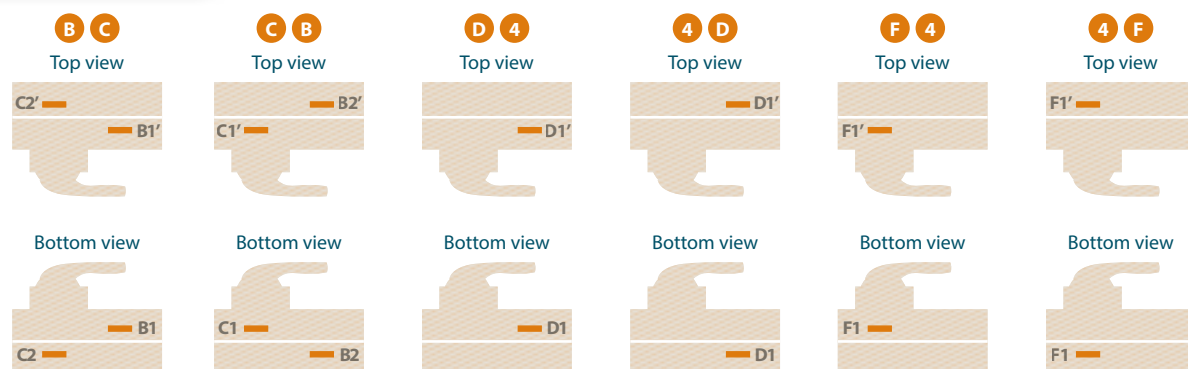 B C C B D 4 4 D F 4 4 F
Top view Top view Top view Top view Top view Top view
C2’ B2’ D1’ F1’
B1’ C1’ D1’ F1’
Bottom view Bottom view Bottom view Bottom view Bottom view Bottom view
B1 C1 D1 F1
C2 B2 D1 F1